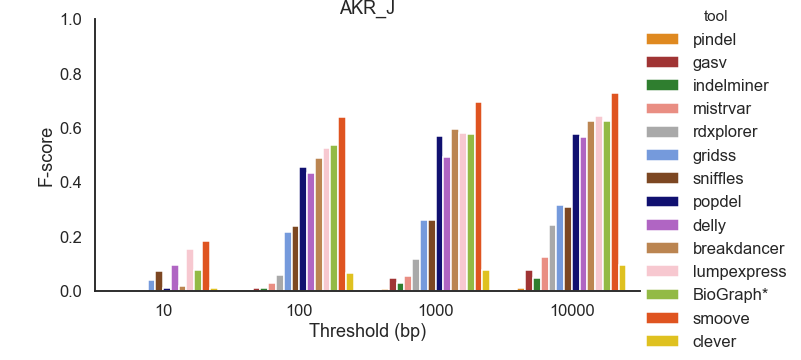 AKR_J
F-score
1.0
0.8
0.6
0.4
0.2
0.0
10
100
1000
10000
Threshold (bp)
tool
pindel
gasv
indelminer
mistrvar
rdxplorer
gridss
sniffles
popdel
delly
breakdancer
lumpexpress
BioGraph*
smoove
clever